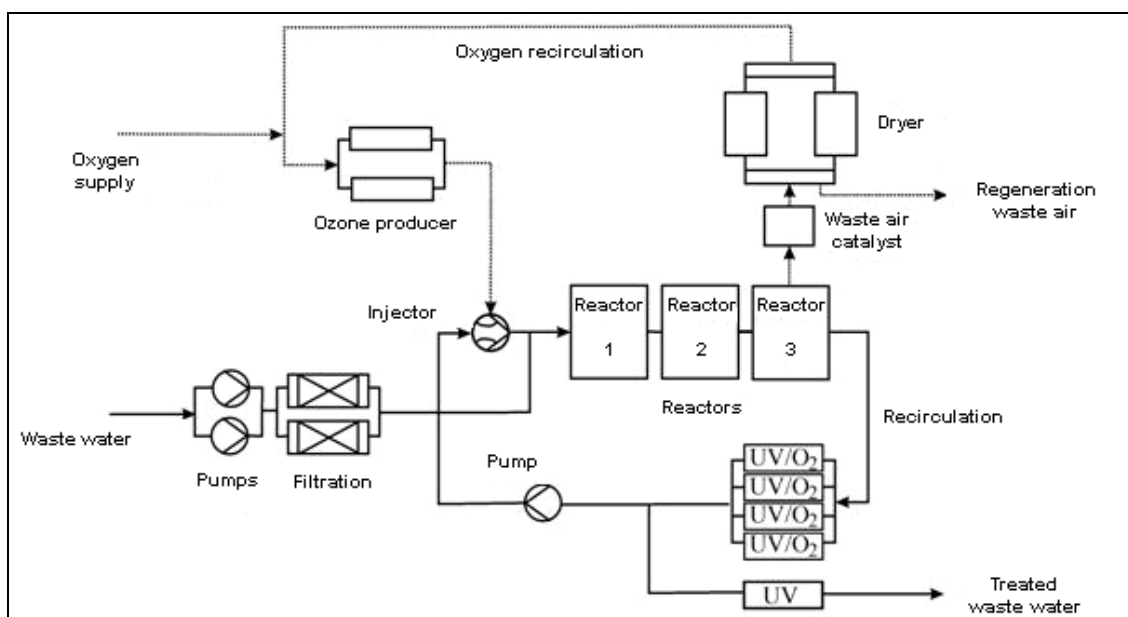 Oxygen recirculation
Dryer
Oxygen
supply
Ozone producer
Regeneration
waste air
Waste air
catalyst
Injector
Reactor
1
Reactor
2
Reactor
3
Reactors
Recirculation
Waste water
Pumps
Filtration
Pump
UV/O2
UV/O2
UV/O2
UV/O2
UV
Treated
waste water